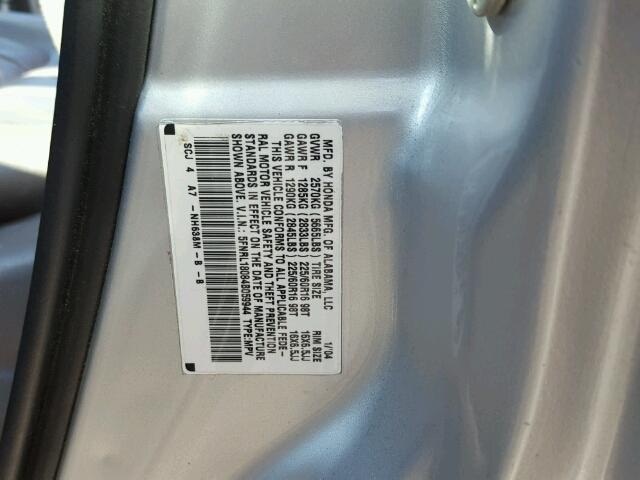 MFD. BY HONDA MFG. OF ALABAMA, LLC 1/04
GVWR 2570KG (5665LBS) TIRE SIZE RIM SIZE
GAWR F 1285KG (2833LBS) 225/60R16 98T 16X6.5JJ
GAWR R 1290KG (2845LBS) 225/60R16 98T 16X6.5JJ
THIS VEHICLE CONFORMS TO ALL APPLICABLE FEDE-
RAL MOTOR VEHICLE SAFETY AND THEFT PREVENTION
STANDARDS IN EFFECT ON THE DATE OF MANUFACTURE
SHOWN ABOVE. V.I.N.: 5FNRL18084B059944 TYPE:MPV
SCJ 4 A7 -NH638M-B -B